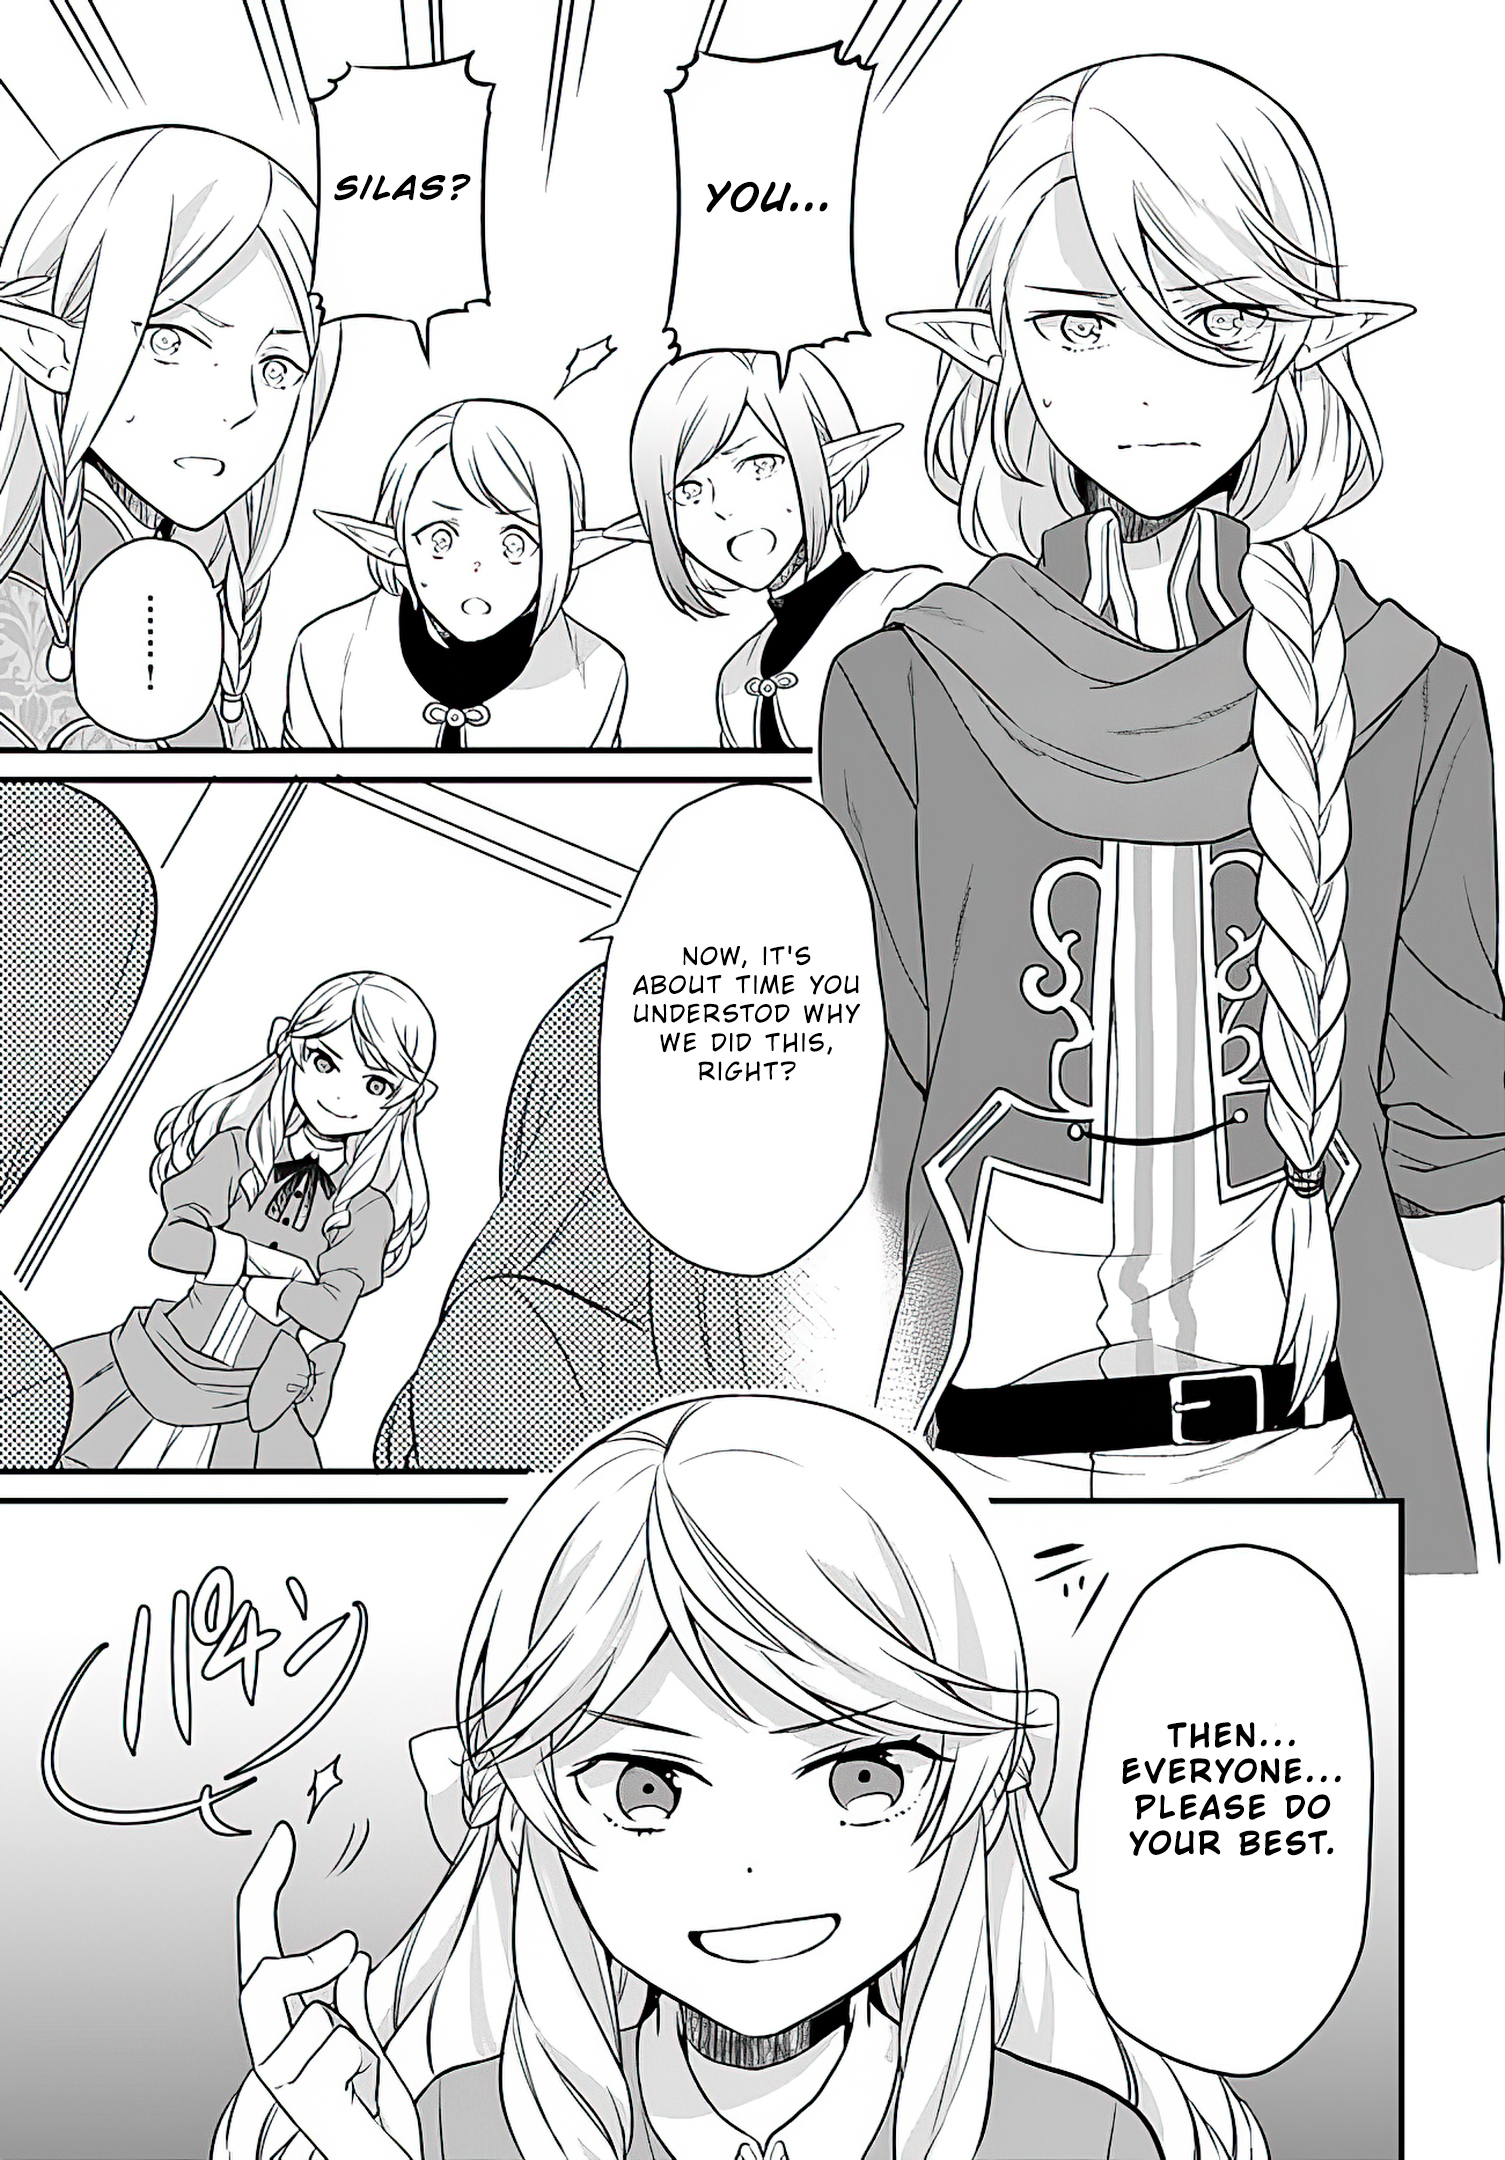 YOU...
SILAS?
......!
NOW, IT'S
ABOUT TIME YOU
UNDERSTOD WHY
WE DID THIS,
RIGHT?
THEN...
EVERYONE...
PLEASE DO
YOUR BEST.
パチン